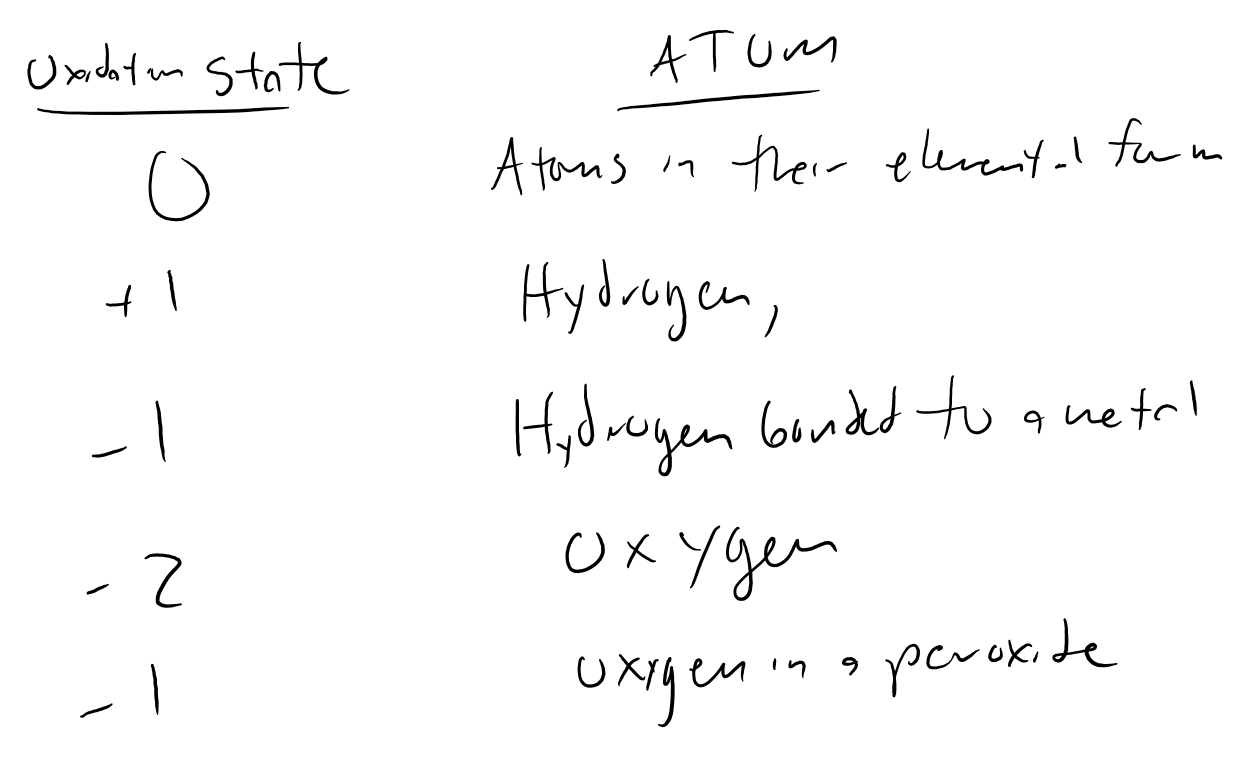 Oxidation State ATOM
0 Atoms in their elemental form
+1 Hydrogen,
-1 Hydrogen bonded to a metal
-2 Oxygen
-1 Oxygen in a peroxide